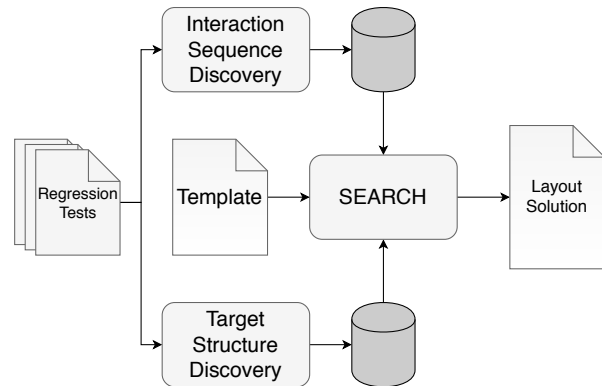 Interaction
Sequence
Discovery
Regression
Tests
Template
SEARCH
Layout
Solution
Target
Structure
Discovery